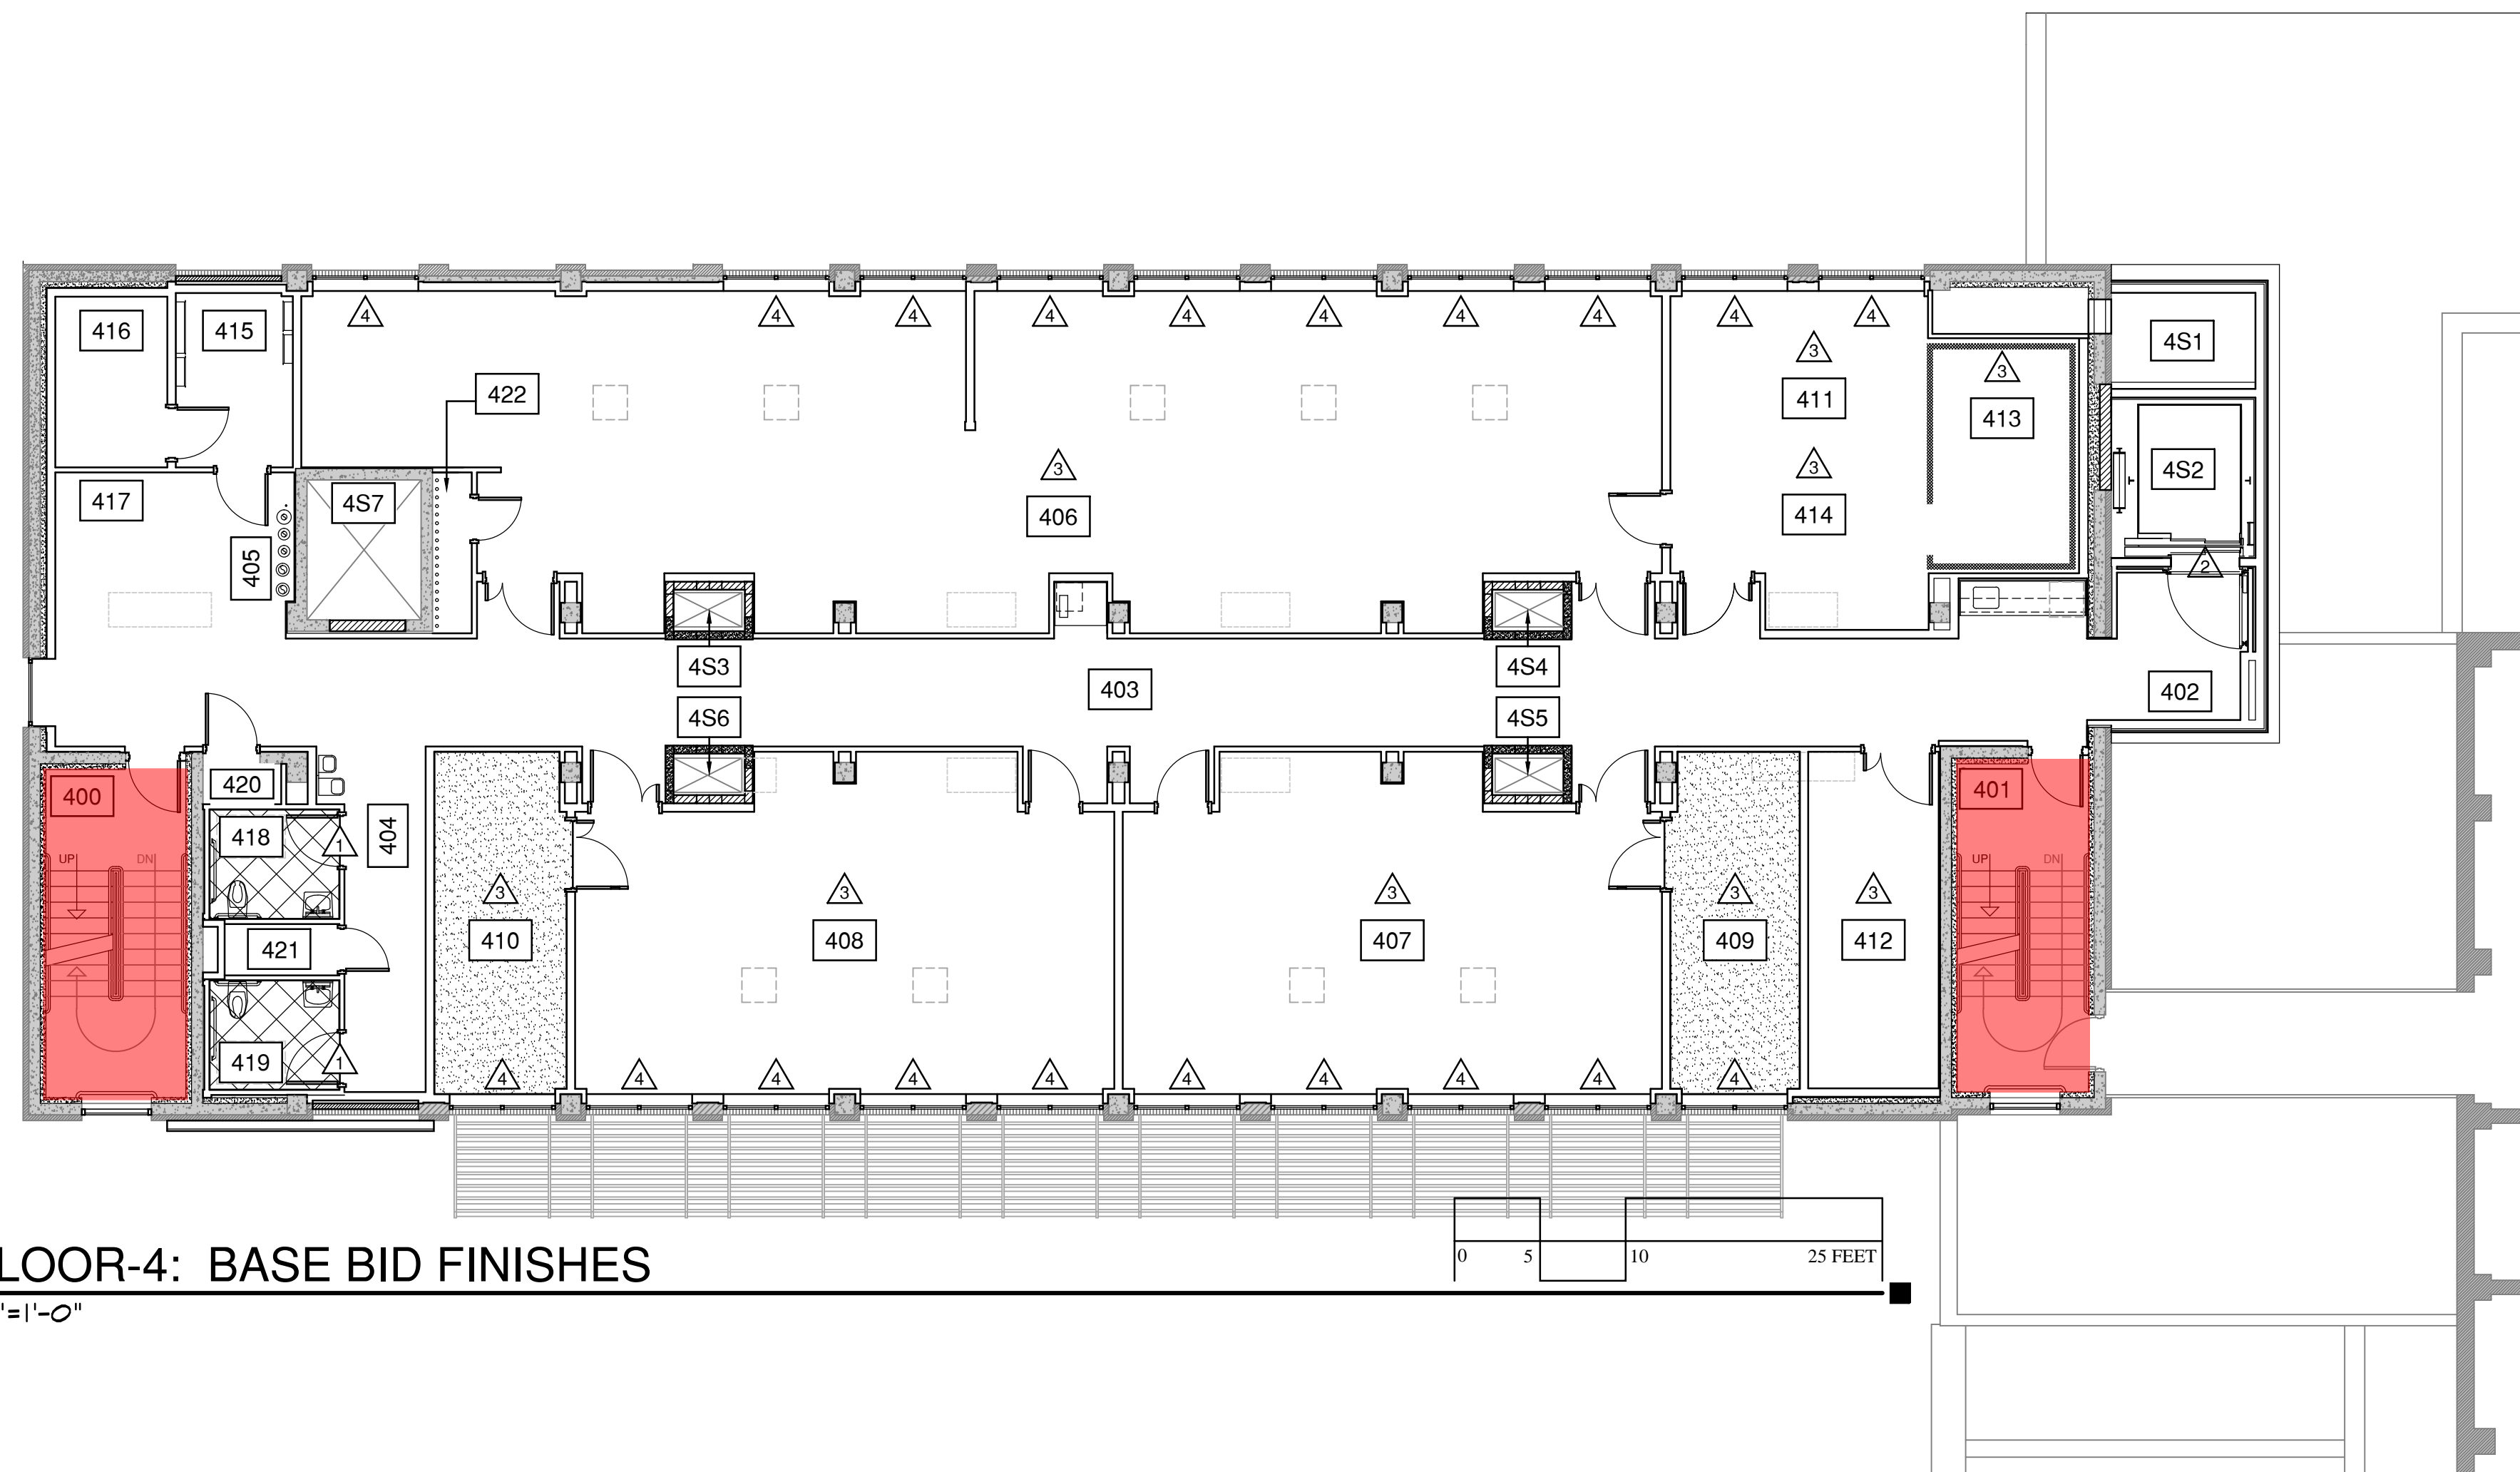 4 4 4 4 4 4 4 4 4 4
416 415 3 3 4S1
422 411 413
417 4S7 3 3 4S2
405 406 414 2
4S3 4S4
403 402
4S6 4S5
400 420 401
418 1 404
UP DN UP DN
3 3 3 3 3
421 410 408 407 409 412
419 1 4 4 4 4 4 4 4 4 4 4
LOOR-4: BASE BID FINISHES
"=1'-0"
0 5 10 25 FEET